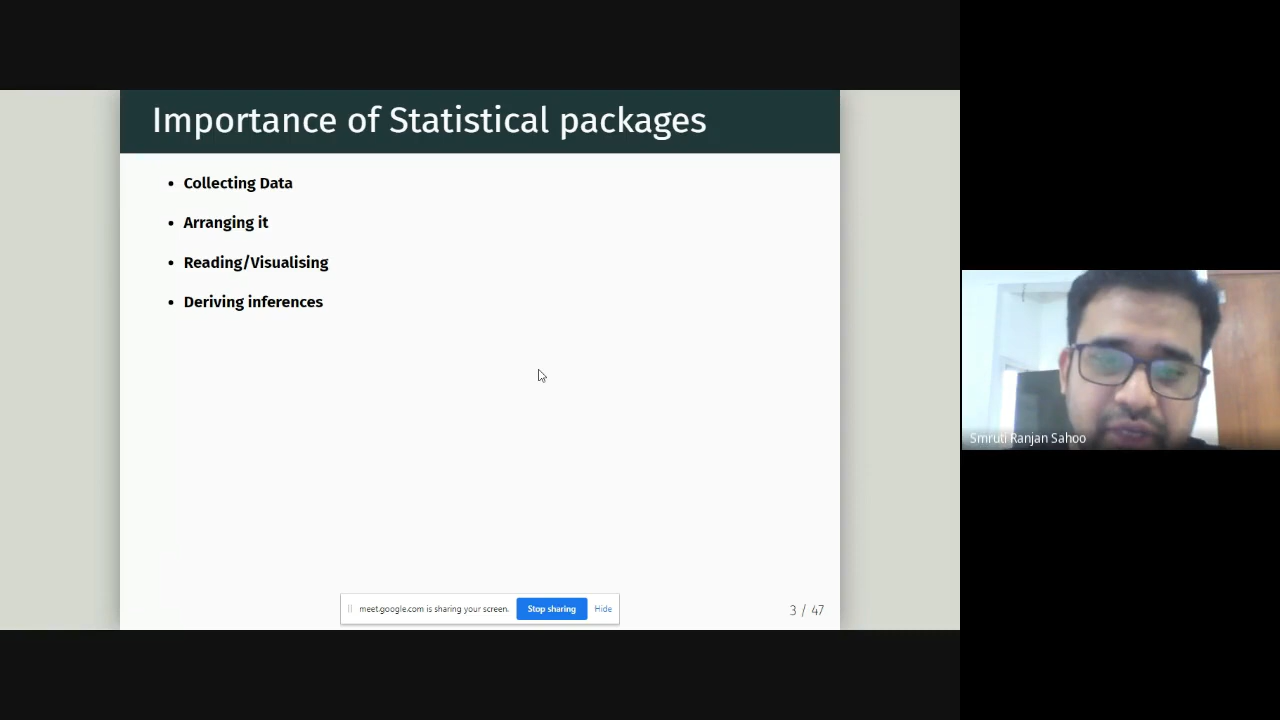 Importance of Statistical packages
• Collecting Data
• Arranging it
• Reading/Visualising
• Deriving inferences
meet.google.com is sharing your screen.
Stop sharing
Hide
3 / 47
Smruti Ranjan Sahoo